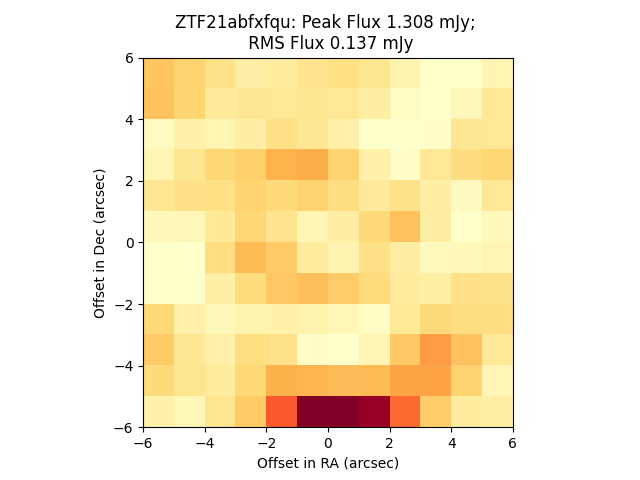 ZTF21abfxfqu: Peak Flux 1.308 mJy;
RMS Flux 0.137 mJy
6
4
2
0
−2
−4
−6
Offset in Dec (arcsec)
−6 −4 −2 0 2 4 6
Offset in RA (arcsec)